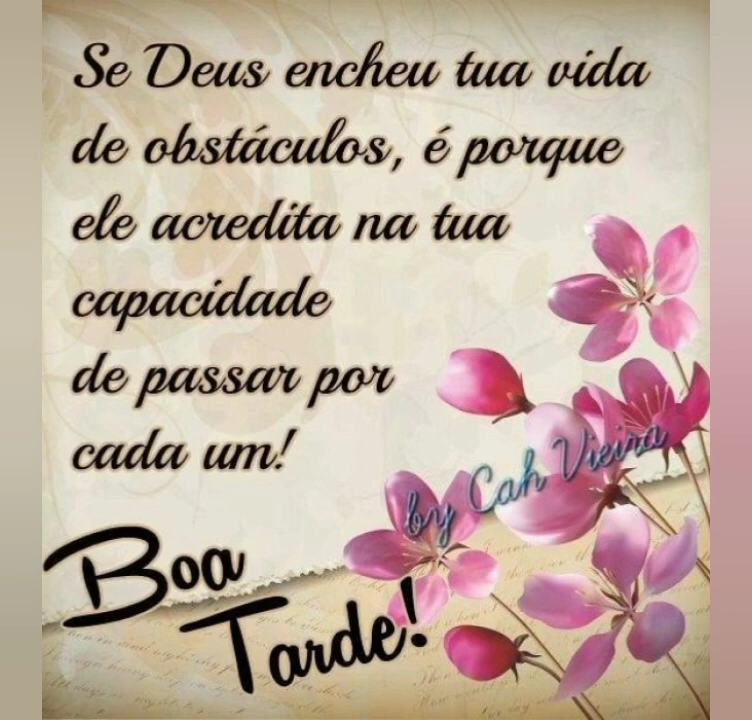 Se Deus encheu tua vida
de obstáculos, é porque
ele acredita na tua
capacidade
de passar por
cada um!
by Cah Vieira
Boa
Tarde!